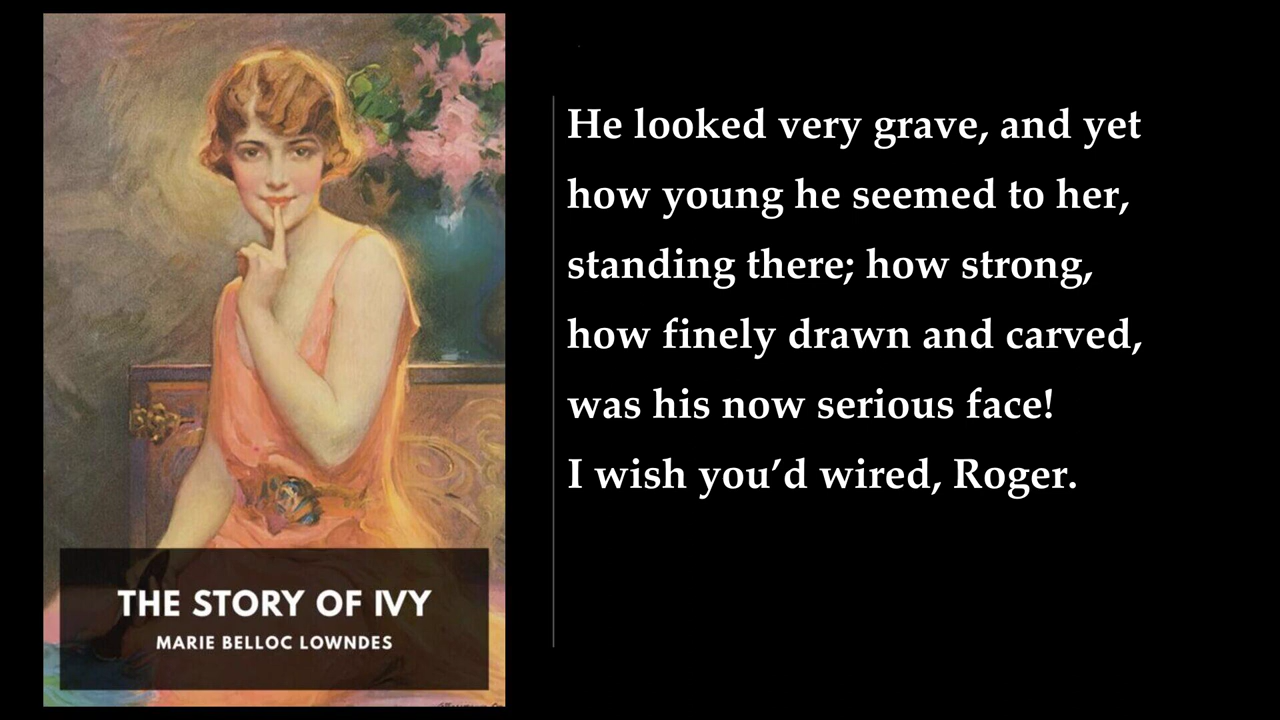 THE STORY OF IVY
MARIE BELLOC LOWNDES
He looked very grave, and yet
how young he seemed to her,
standing there; how strong,
how finely drawn and carved,
was his now serious face!
I wish you’d wired, Roger.